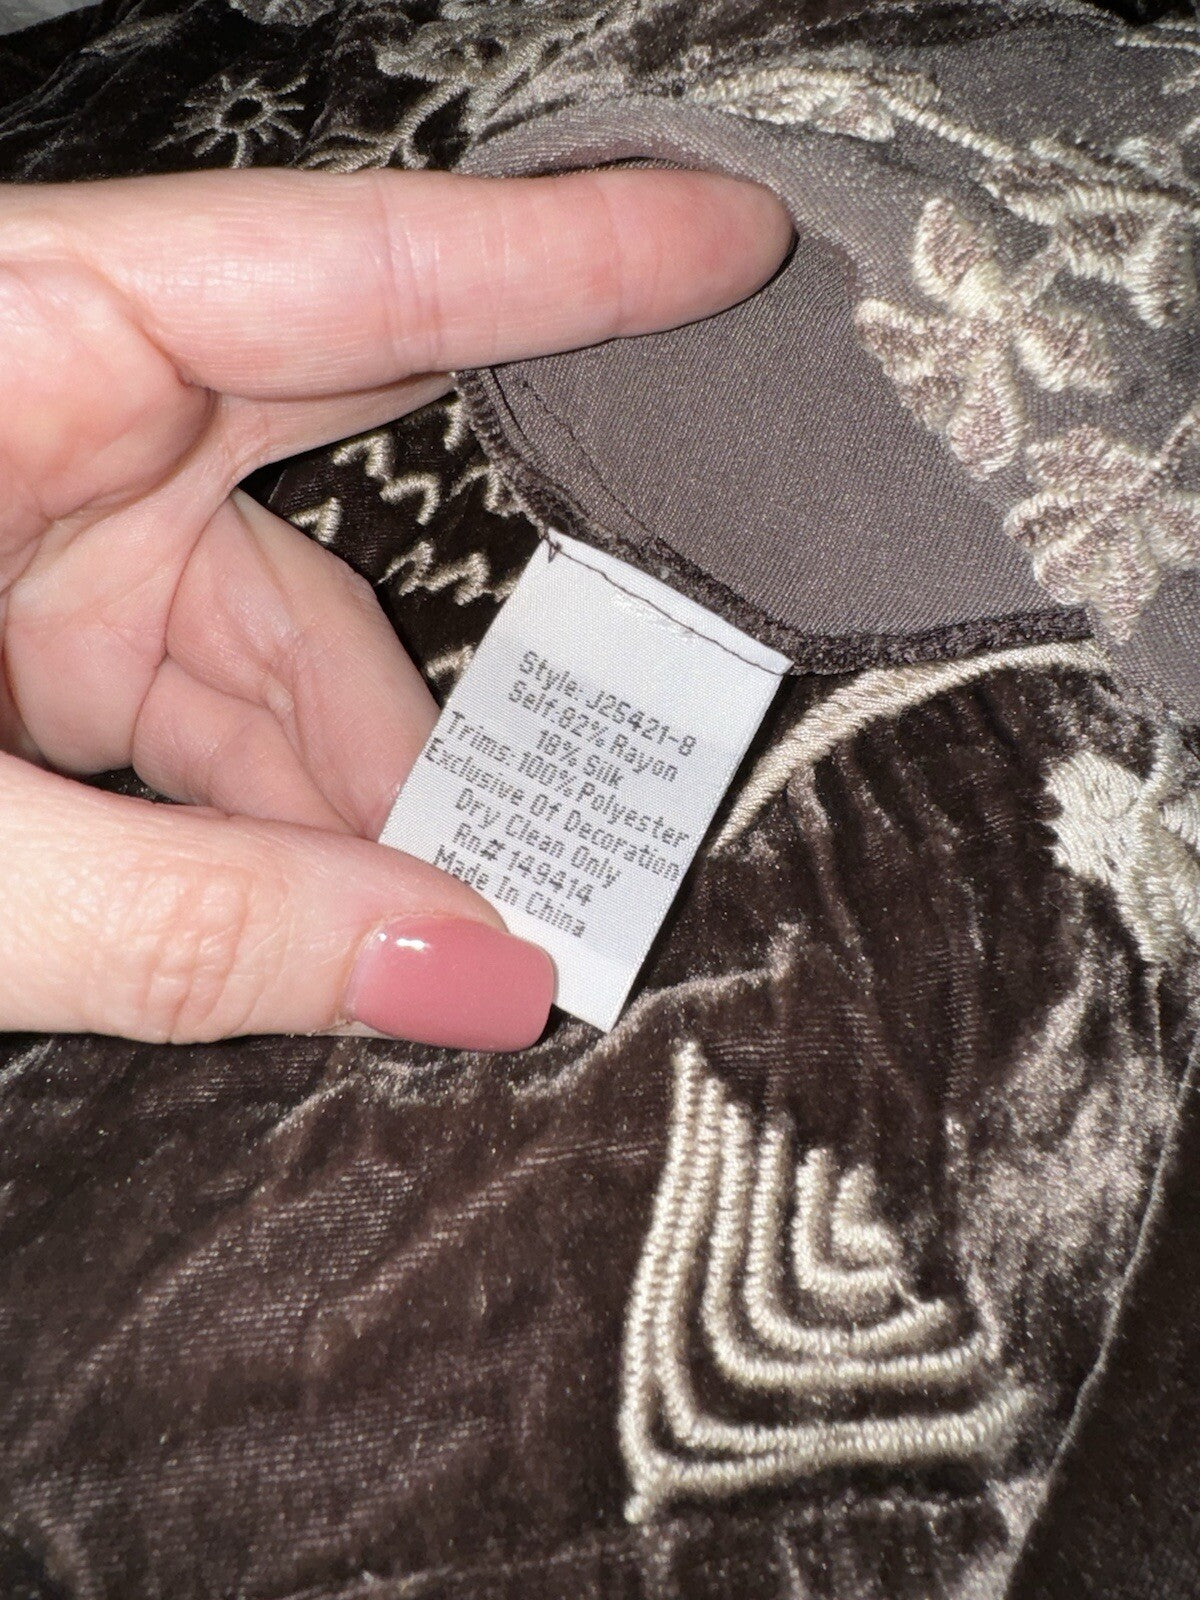 Style: J25421-8
Self:82% Rayon
18% Silk
Trims:100% Polyester
Exclusive Of Decoration
Dry Clean Only
Rn# 149414
Made In China